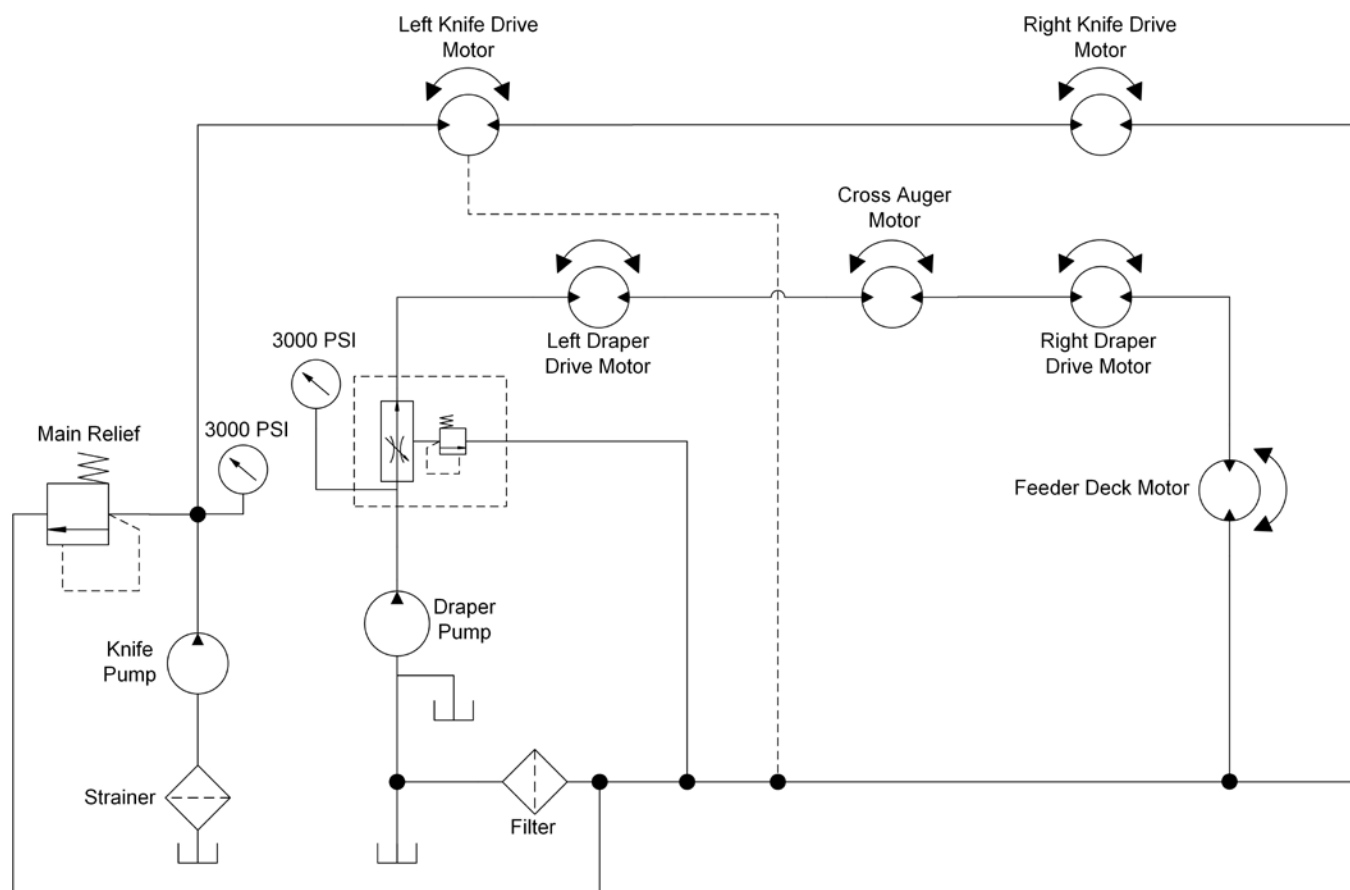 Left Knife Drive
Motor
Right Knife Drive
Motor
Cross Auger
Motor
3000 PSI
Left Draper
Drive Motor
Right Draper
Drive Motor
Main Relief
3000 PSI
Feeder Deck Motor
Draper
Pump
Knife
Pump
Strainer
Filter